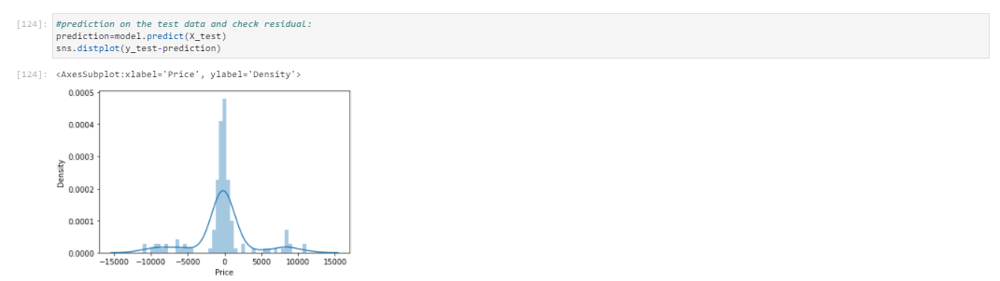 [124]: #prediction on the test data and check residual:
prediction=model.predict(X_test)
sns.distplot(y_test-prediction)
[124]: <AxesSubplot:xlabel='Price', ylabel='Density'>
0.0005
0.0004
0.0003
0.0002
0.0001
0.0000
Density
−15000 −10000 −5000 0 5000 10000 15000
Price